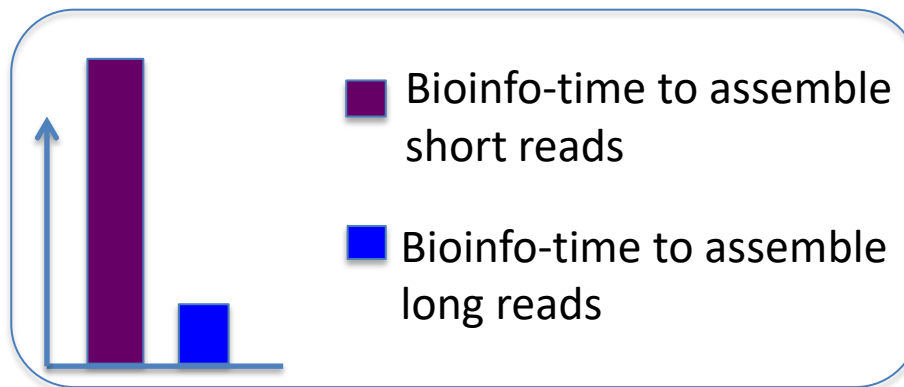 Bioinfo-time to assemble
short reads
Bioinfo-time to assemble
long reads